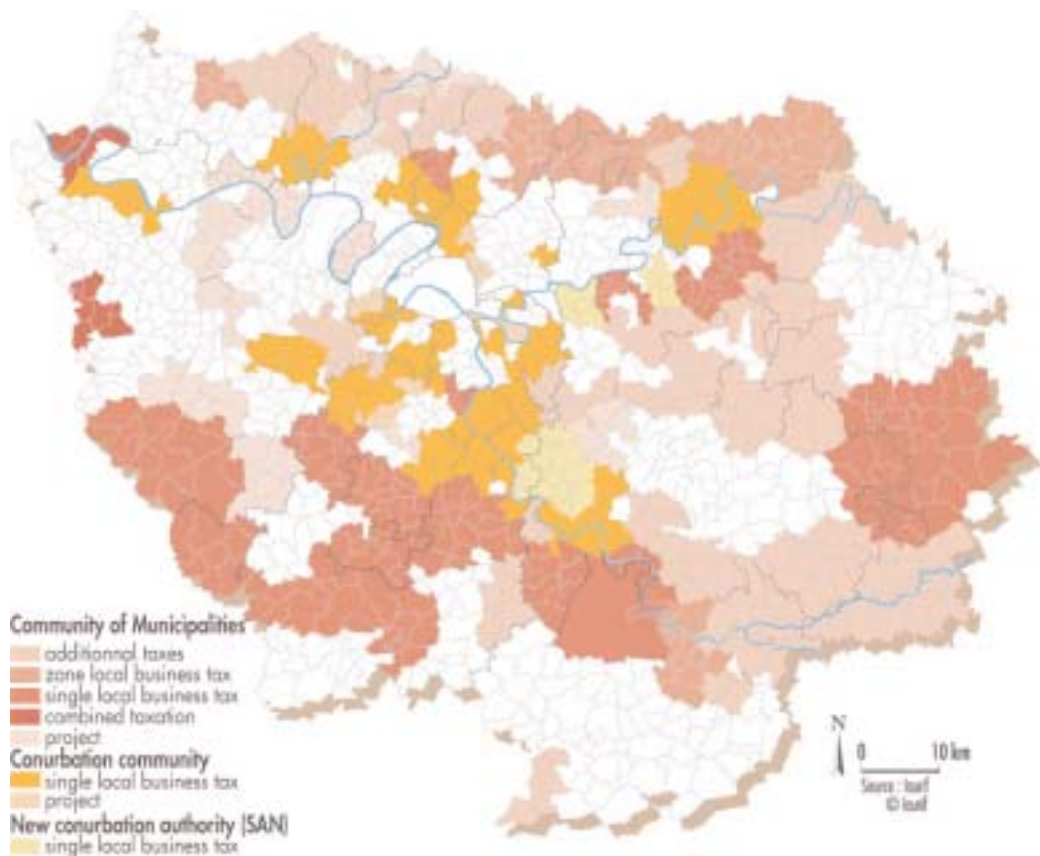 Community of Municipalities
additionnal taxes
zone local business tax
single local business tax
combined taxation
project
Conurbation community
single local business tax
project
New conurbation authority (SAN)
single local business tax
N
0 10 km
Source : Iaurif
© Iaurif